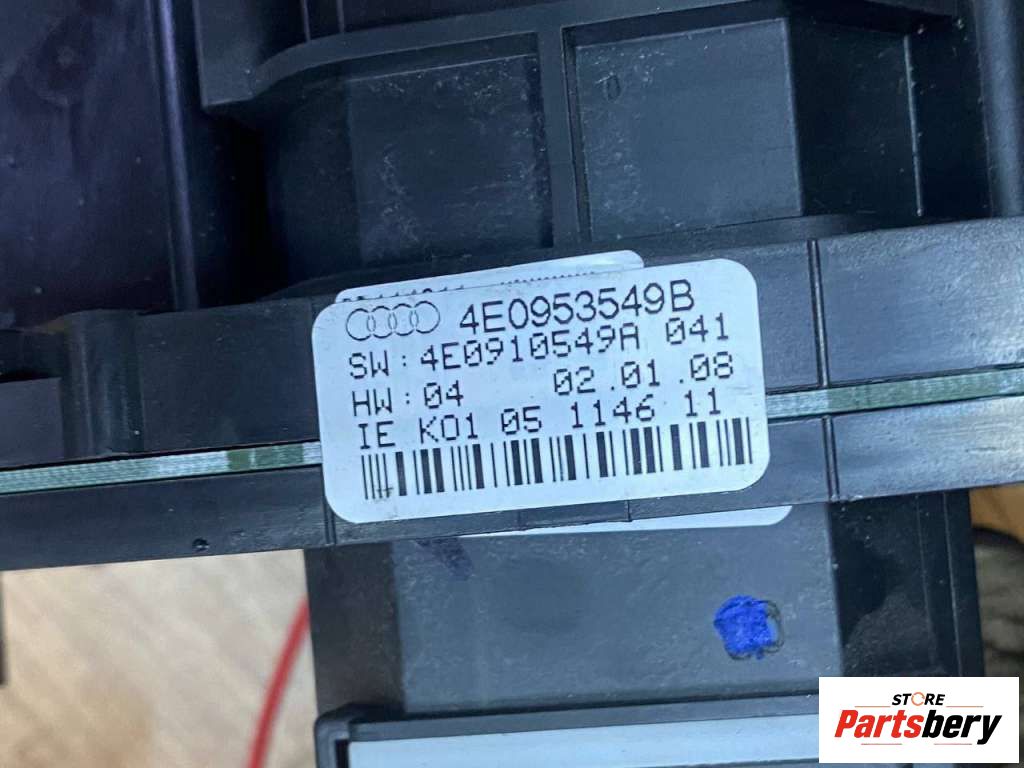 4E0953549B
SW: 4E0910549A 041
HW: 04 02.01.08
IE K01 05 1146 11
STORE
Partsbery